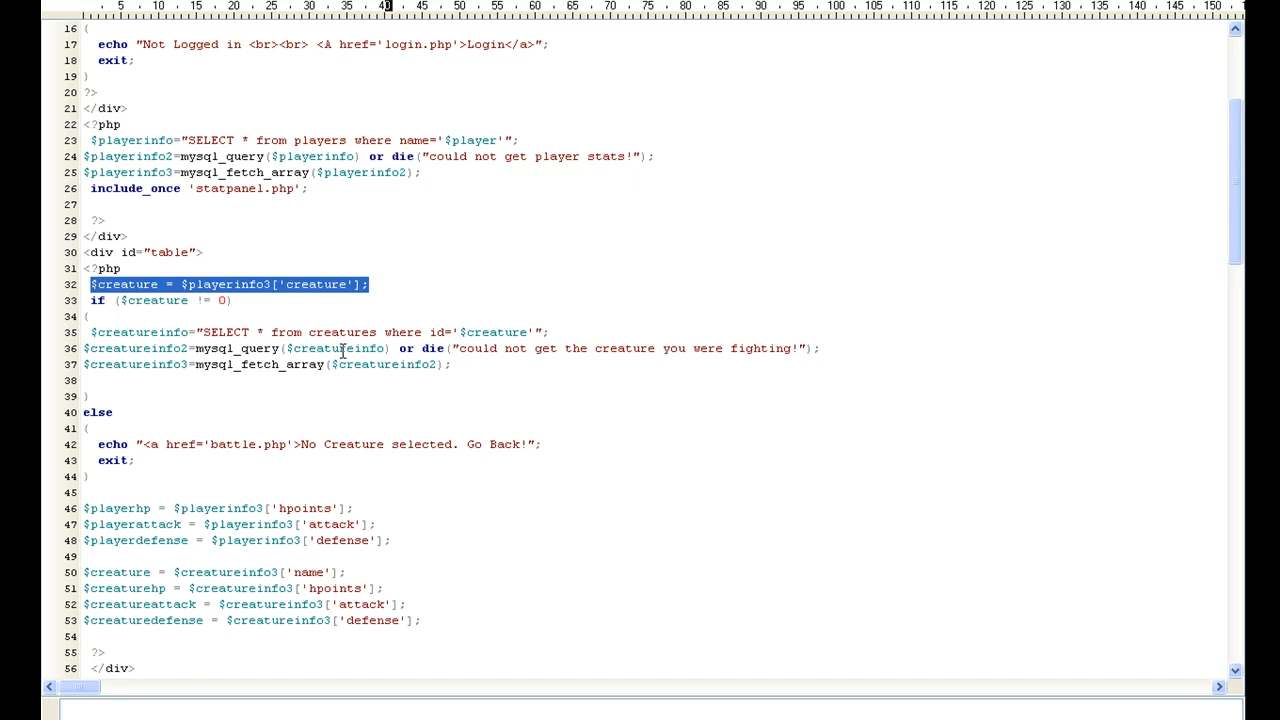 5 10 15 20 25 30 35 40 45 50 55 60 65 70 75 80 85 90 95 100 105 110 115 120 125 130 135 140 145 150 1
16 {
17 echo "Not Logged in <br><br> <A href='login.php'>Login</a>";
18 exit;
19 }
20 ?>
21 </div>
22 <?php
23 $playerinfo="SELECT * from players where name='$player'";
24 $playerinfo2=mysql_query($playerinfo) or die("could not get player stats!");
25 $playerinfo3=mysql_fetch_array($playerinfo2);
26 include_once 'statpanel.php';
27
28 ?>
29 </div>
30 <div id="table">
31 <?php
32 $creature = $playerinfo3['creature'];
33 if ($creature != 0)
34 {
35 $creatureinfo="SELECT * from creatures where id='$creature'";
36 $creatureinfo2=mysql_query($creatureinfo) or die("could not get the creature you were fighting!");
37 $creatureinfo3=mysql_fetch_array($creatureinfo2);
38
39 }
40 else
41 {
42 echo "<a href='battle.php'>No Creature selected. Go Back!";
43 exit;
44 }
45
46 $playerhp = $playerinfo3['hpoints'];
47 $playerattack = $playerinfo3['attack'];
48 $playerdefense = $playerinfo3['defense'];
49
50 $creature = $creatureinfo3['name'];
51 $creaturehp = $creatureinfo3['hpoints'];
52 $creatureattack = $creatureinfo3['attack'];
53 $creaturedefense = $creatureinfo3['defense'];
54
55 ?>
56 </div>